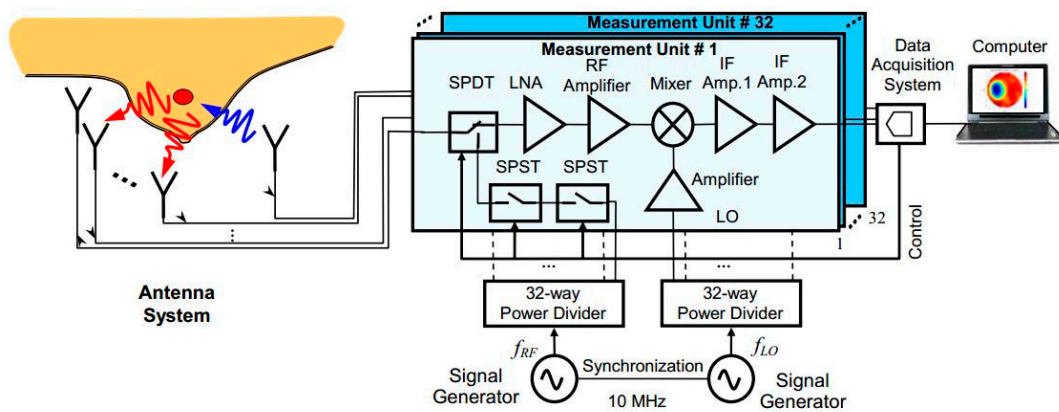 Measurement Unit # 32
Measurement Unit # 1
SPDT
LNA
RF
Amplifier
Mixer
IF
Amp.1
IF
Amp.2
Data
Acquisition
System
Computer
SPST
SPST
Amplifier
LO
32
1
Control
...
...
...
...
Antenna
System
32-way
Power Divider
32-way
Power Divider
fRF
fLO
Synchronization
10 MHz
Signal
Generator
Signal
Generator